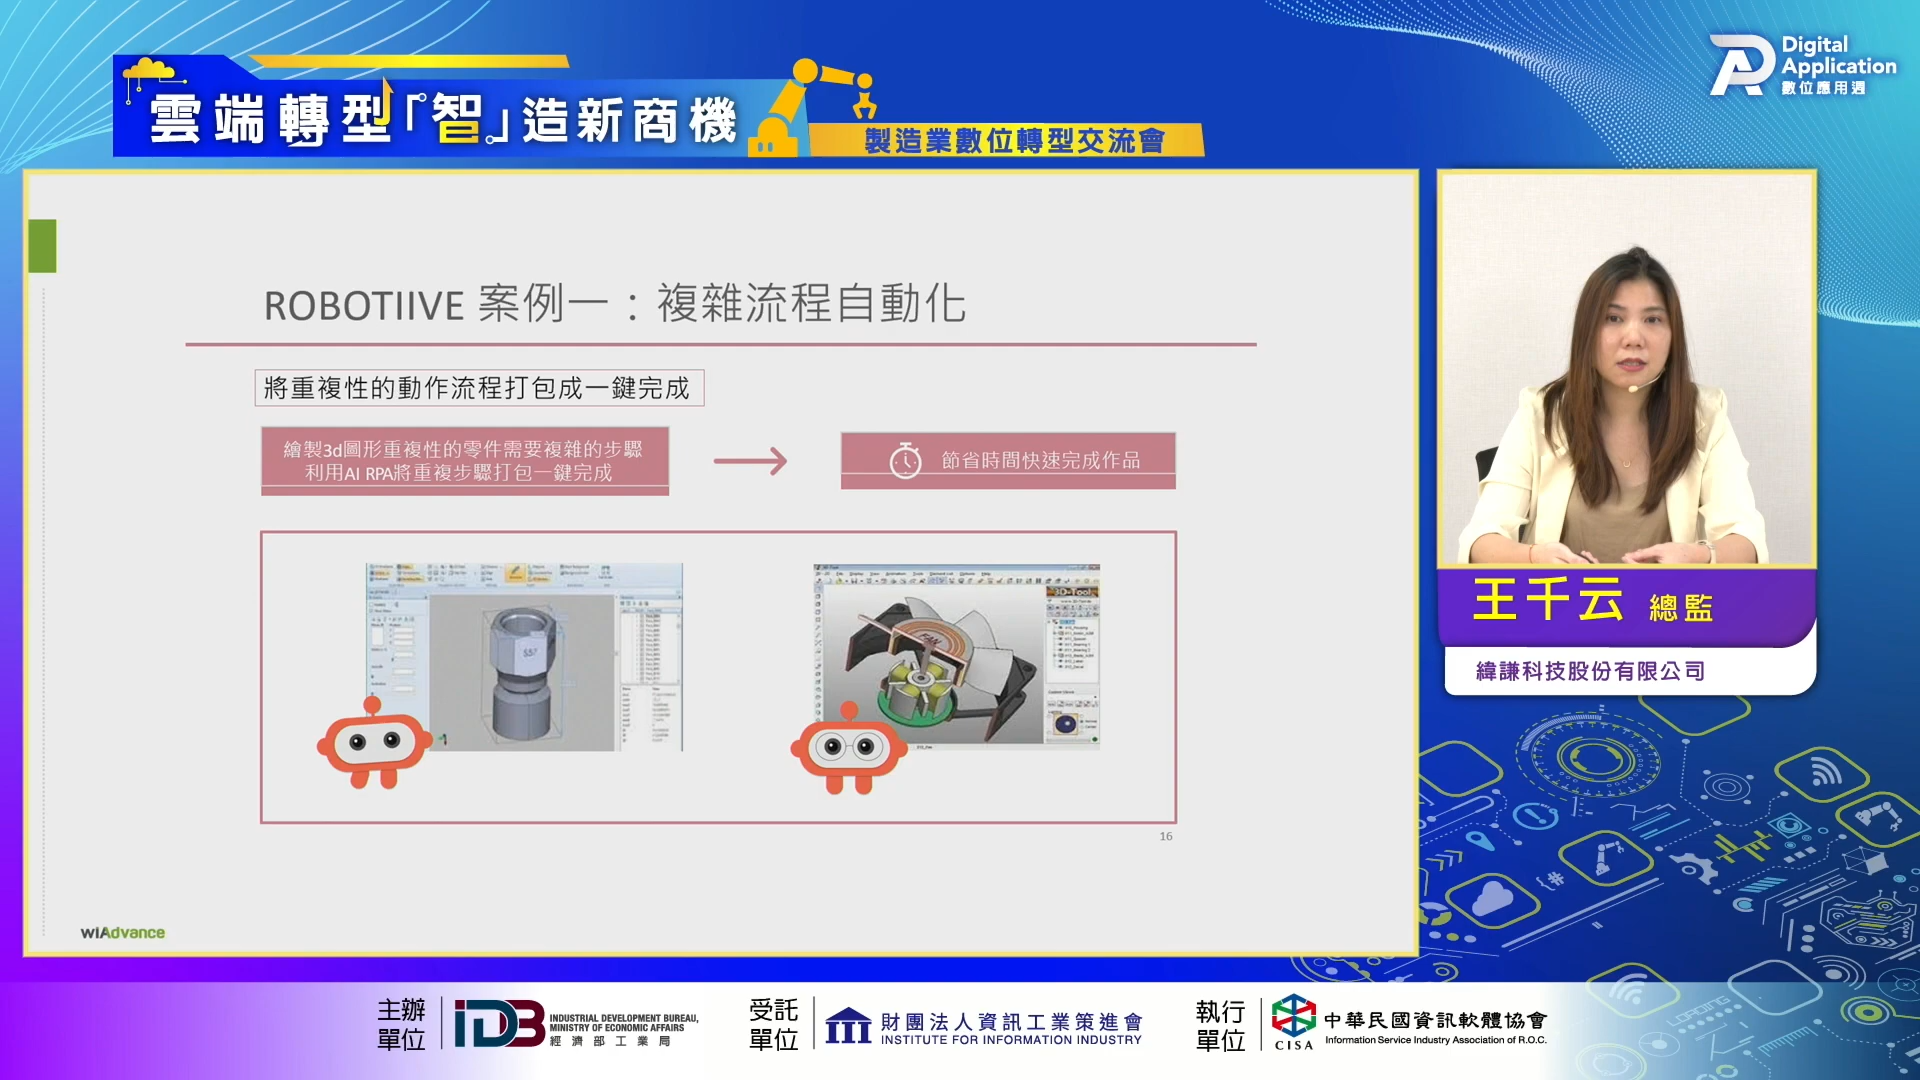 雲端轉型「智」造新商機
製造業數位轉型交流會
Digital
Application
數位應用週
ROBOTIIVE 案例一：複雜流程自動化
將重複性的動作流程打包成一鍵完成
繪製3d圖形重複性的零件需要複雜的步驟
利用AI RPA將重複步驟打包一鍵完成
節省時間快速完成作品
S57
3D-Tool
FAN
16
wiAdvance
王千云 總監
緯謙科技股份有限公司
主辦
單位
IDB
INDUSTRIAL DEVELOPMENT BUREAU,
MINISTRY OF ECONOMIC AFFAIRS
經濟部工業局
受託
單位
財團法人資訊工業策進會
INSTITUTE FOR INFORMATION INDUSTRY
執行
單位
CISA
中華民國資訊軟體協會
Information Service Industry Association of R.O.C.